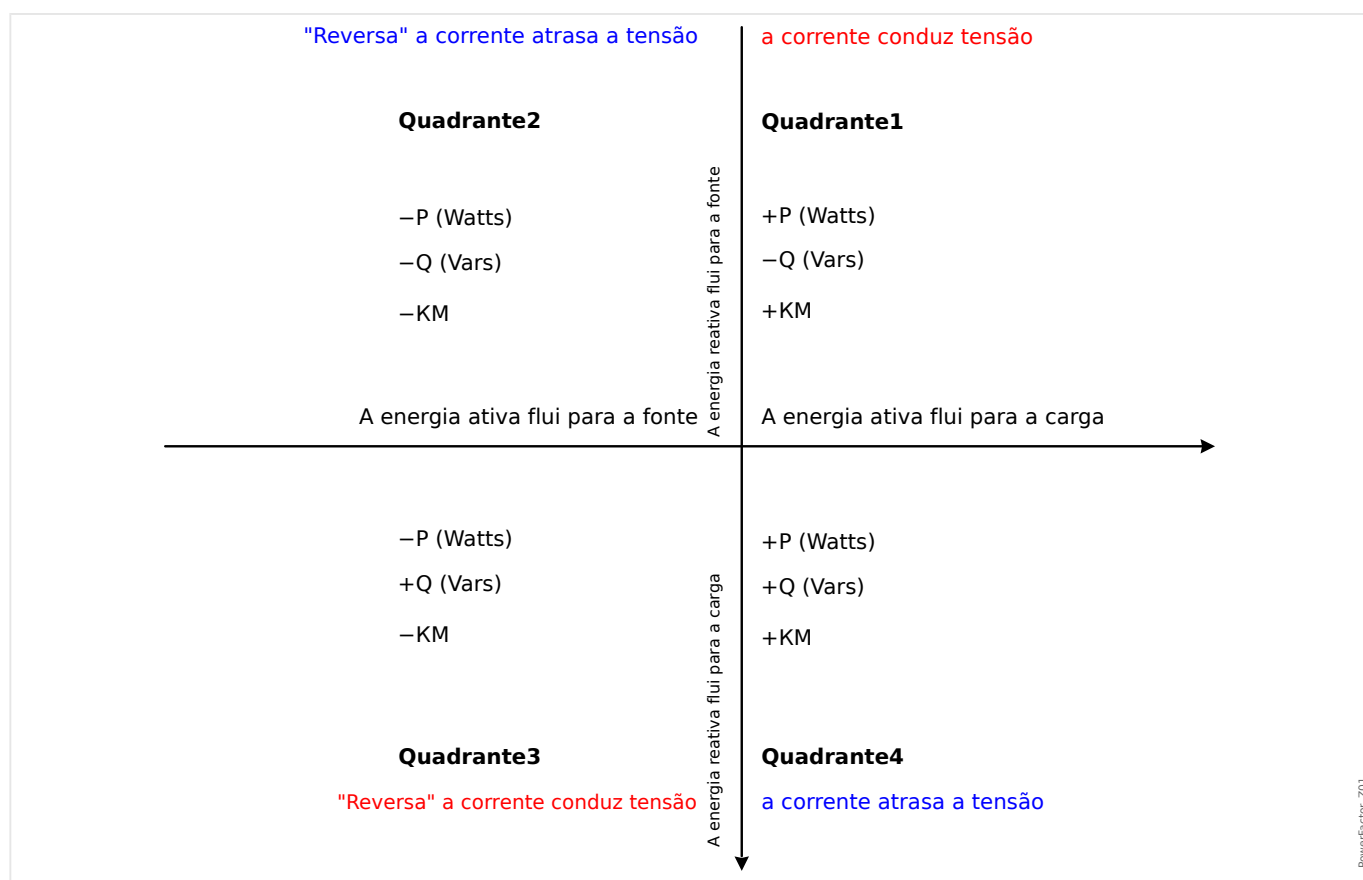 "Reversa" a corrente atrasa a tensão
a corrente conduz tensão
Quadrante2
Quadrante1
−P (Watts)
+P (Watts)
−Q (Vars)
−Q (Vars)
−KM
+KM
A energia reativa flui para a fonte
A energia ativa flui para a fonte
A energia ativa flui para a carga
−P (Watts)
+P (Watts)
+Q (Vars)
+Q (Vars)
−KM
+KM
A energia reativa flui para a carga
Quadrante3
Quadrante4
"Reversa" a corrente conduz tensão
a corrente atrasa a tensão
PowerFactor_Z01